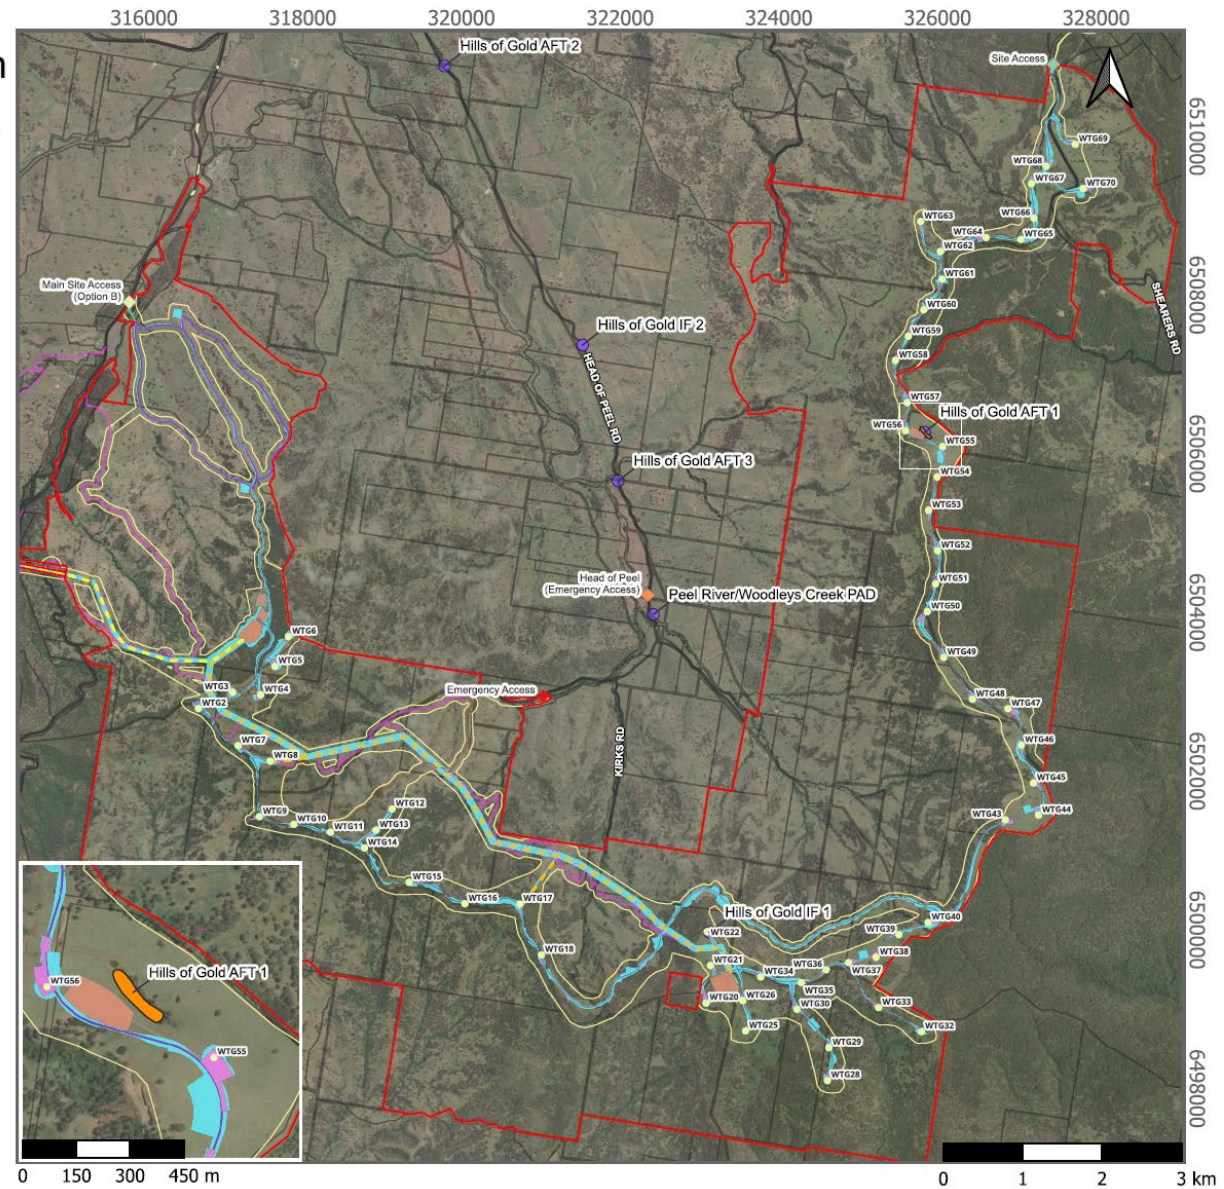 316000 318000 320000 322000 324000 326000 328000
Hills of Gold AFT 2
Site Access
6510000
WTG69
WTG68
WTG67
WTG70
WTG66
WTG63
WTG64
WTG65
WTG62
WTG61
Main Site Access
(Option B)
6508000
SHEARERS RD
WTG60
Hills of Gold IF 2
WTG59
HEAD OF PEEL RD
WTG58
WTG57
Hills of Gold AFT 1
WTG56
WTG55
Hills of Gold AFT 3
WTG54
6506000
WTG53
WTG52
Head of Peel
(Emergency Access)
WTG51
Peel River/Woodleys Creek PAD
WTG50
6504000
WTG6
WTG49
WTG5
WTG3
WTG4
Emergency Access
WTG48
WTG2
WTG47
WTG7
WTG46
KIRKS RD
WTG8
WTG45
6502000
WTG12
WTG9
WTG44
WTG43
WTG10
WTG11
WTG13
WTG14
WTG15
WTG16
WTG17
Hills of Gold IF 1
WTG40
WTG39
6500000
WTG22
WTG18
WTG38
WTG21
WTG36
WTG37
WTG34
WTG35
WTG20
WTG26
WTG30
WTG33
WTG25
WTG32
WTG29
WTG28
6498000
Hills of Gold AFT 1
WTG56
WTG55
0 150 300 450 m
0 1 2 3 km